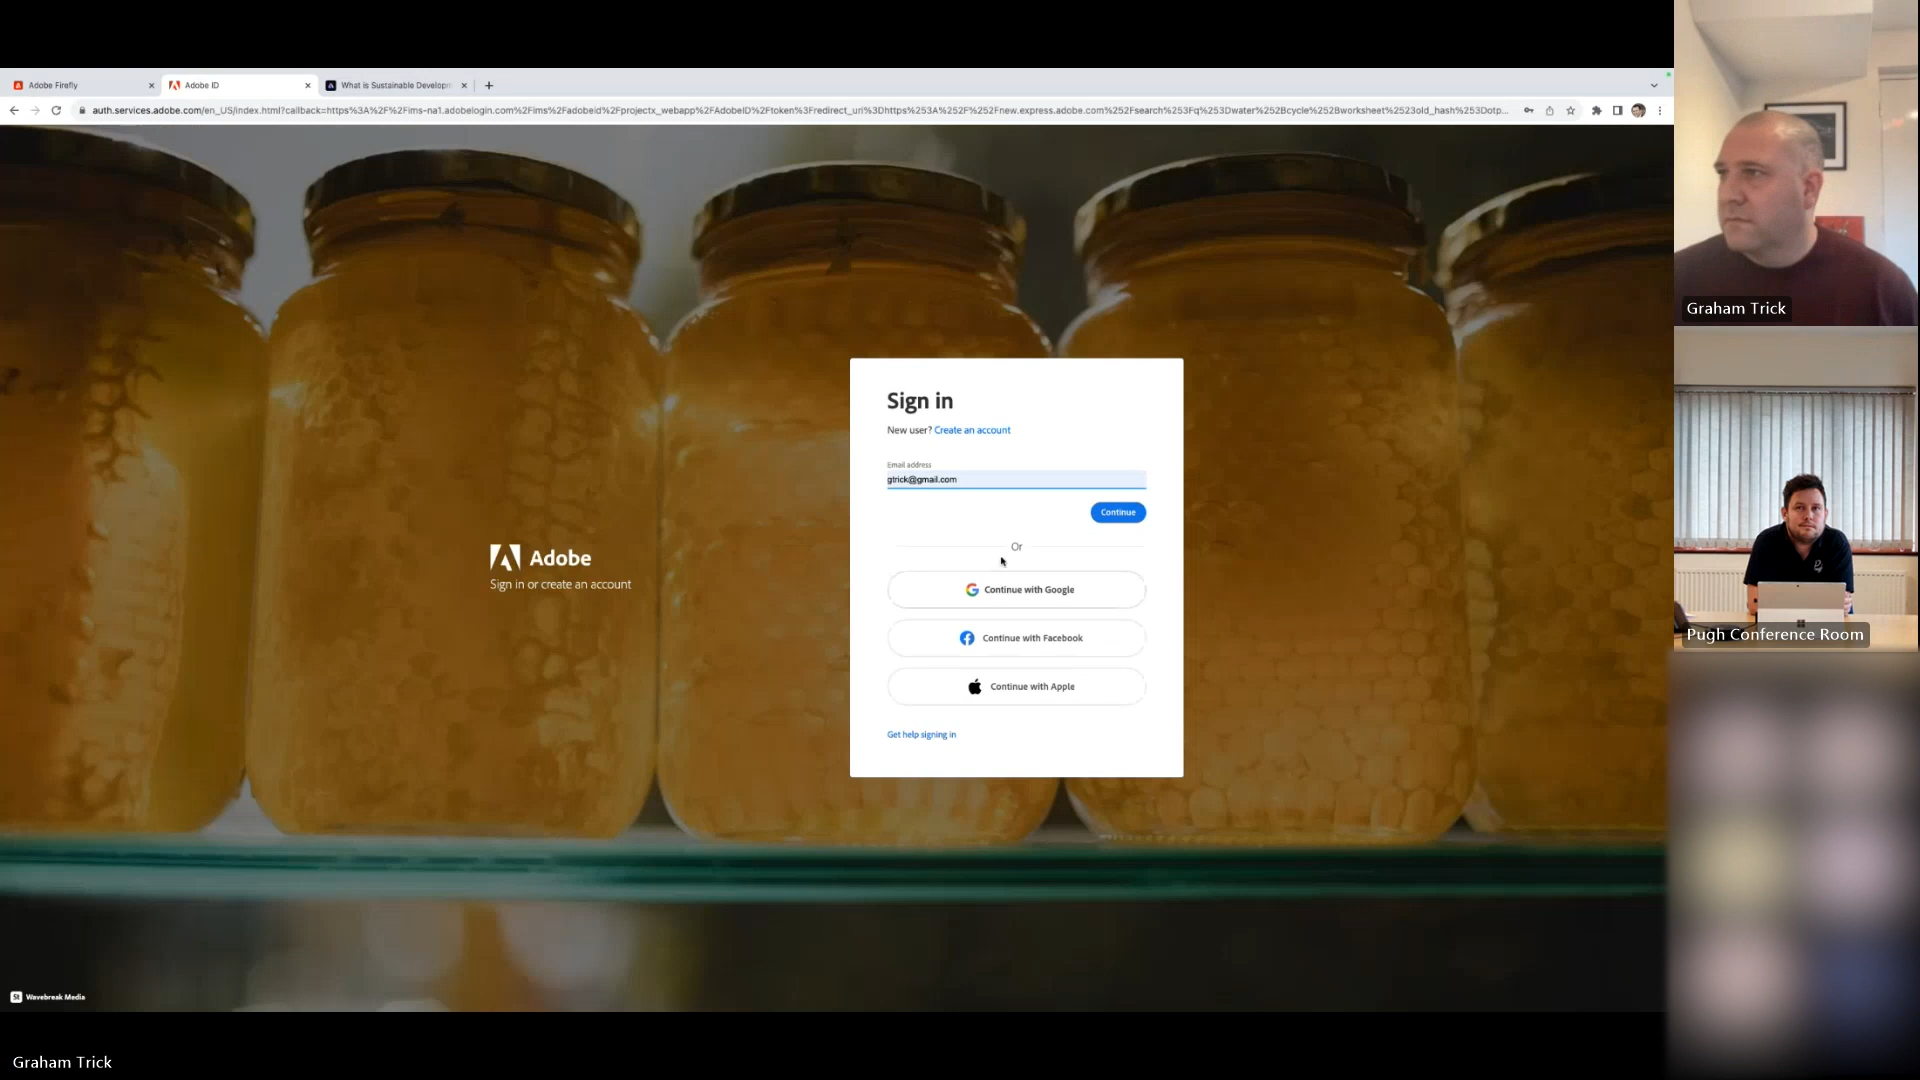 Adobe Firefly
Adobe ID
What is Sustainable Developm
auth.services.adobe.com/en_US/index.html?callback=https%3A%2F%2Fims-na1.adobelogin.com%2Fims%2Fadobeid%2Fprojectx_webapp%2FAdobeID%2Ftoken%3Fredirect_uri%3Dhttps%253A%252F%252Fnew.express.adobe.com%252Fsearch%253Fq%253Dwater%252Bcycle%252Bworksheet%2523old_hash%253Dotp...
Sign in
New user? Create an account
Email address
gtrick@gmail.com
Continue
Or
Continue with Google
Continue with Facebook
Continue with Apple
Get help signing in
Adobe
Sign in or create an account
St Wavebreak Media
Graham Trick
Pugh Conference Room
Graham Trick